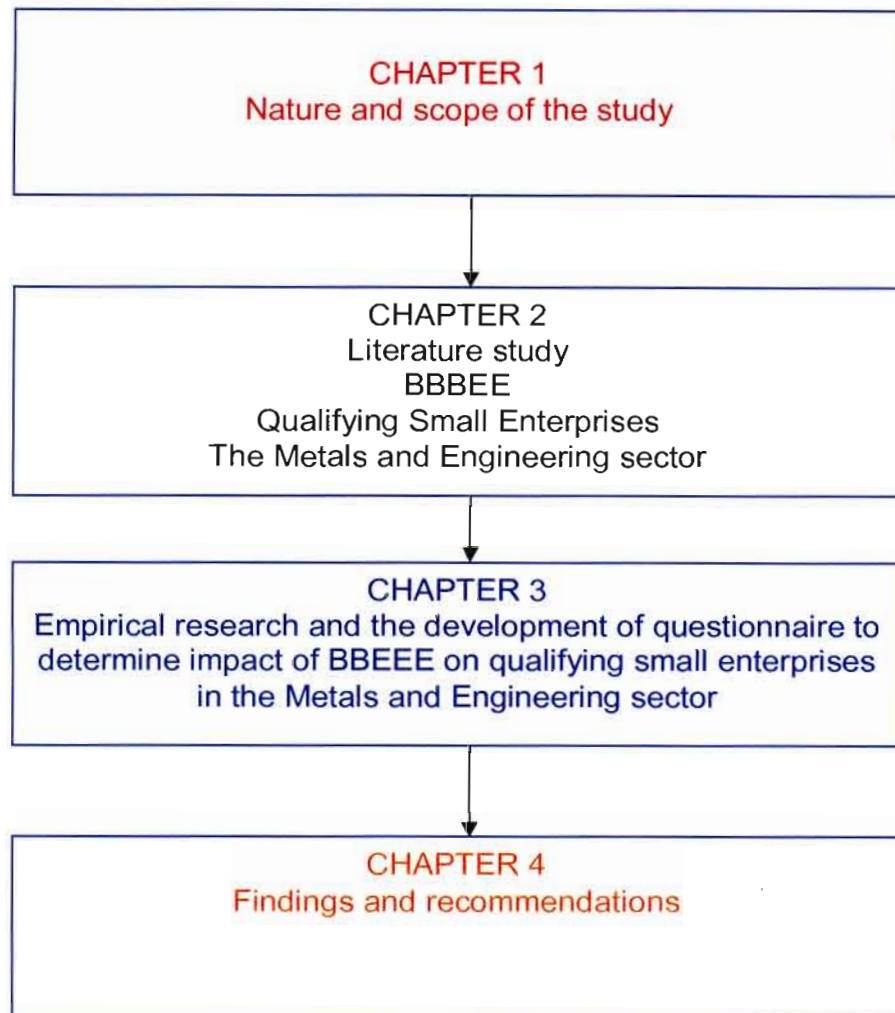 CHAPTER 1
Nature and scope of the study
CHAPTER 2
Literature study
BBBEE
Qualifying Small Enterprises
The Metals and Engineering sector
CHAPTER 3
Empirical research and the development of questionnaire to
determine impact of BBEEE on qualifying small enterprises
in the Metals and Engineering sector
CHAPTER 4
Findings and recommendations